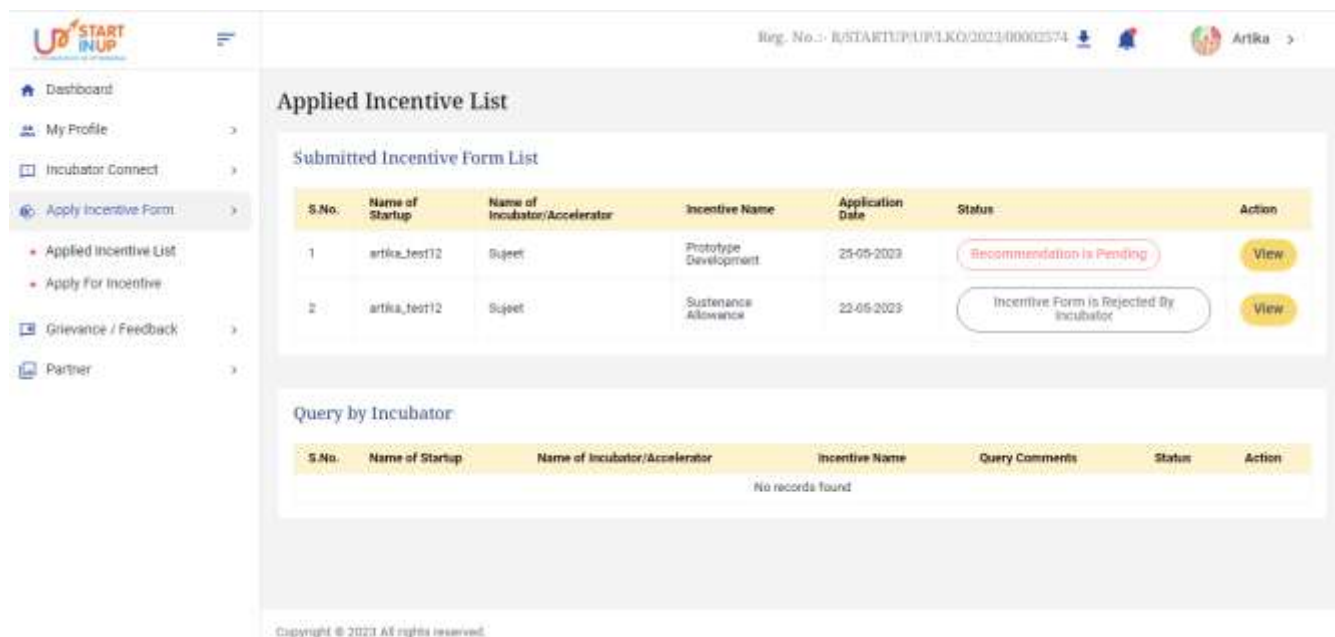 UP START
INUP
Reg. No.:- R/STARTUP/UP/LKO/2023/00002574
Artika
Dashboard
My Profile
Incubator Connect
Apply Incentive Form
Applied Incentive List
Apply For Incentive
Grievance / Feedback
Partner
Applied Incentive List
Submitted Incentive Form List
S.No. Name of Startup Name of Incubator/Accelerator Incentive Name Application Date Status Action
1 artika_test12 Sujeet Prototype Development 25-05-2023 Recommendation is Pending View
2 artika_test12 Sujeet Sustenance Allowance 22-05-2023 Incentive Form is Rejected By Incubator View
Query by Incubator
S.No. Name of Startup Name of Incubator/Accelerator Incentive Name Query Comments Status Action
No records found
Copyright © 2023 All rights reserved.